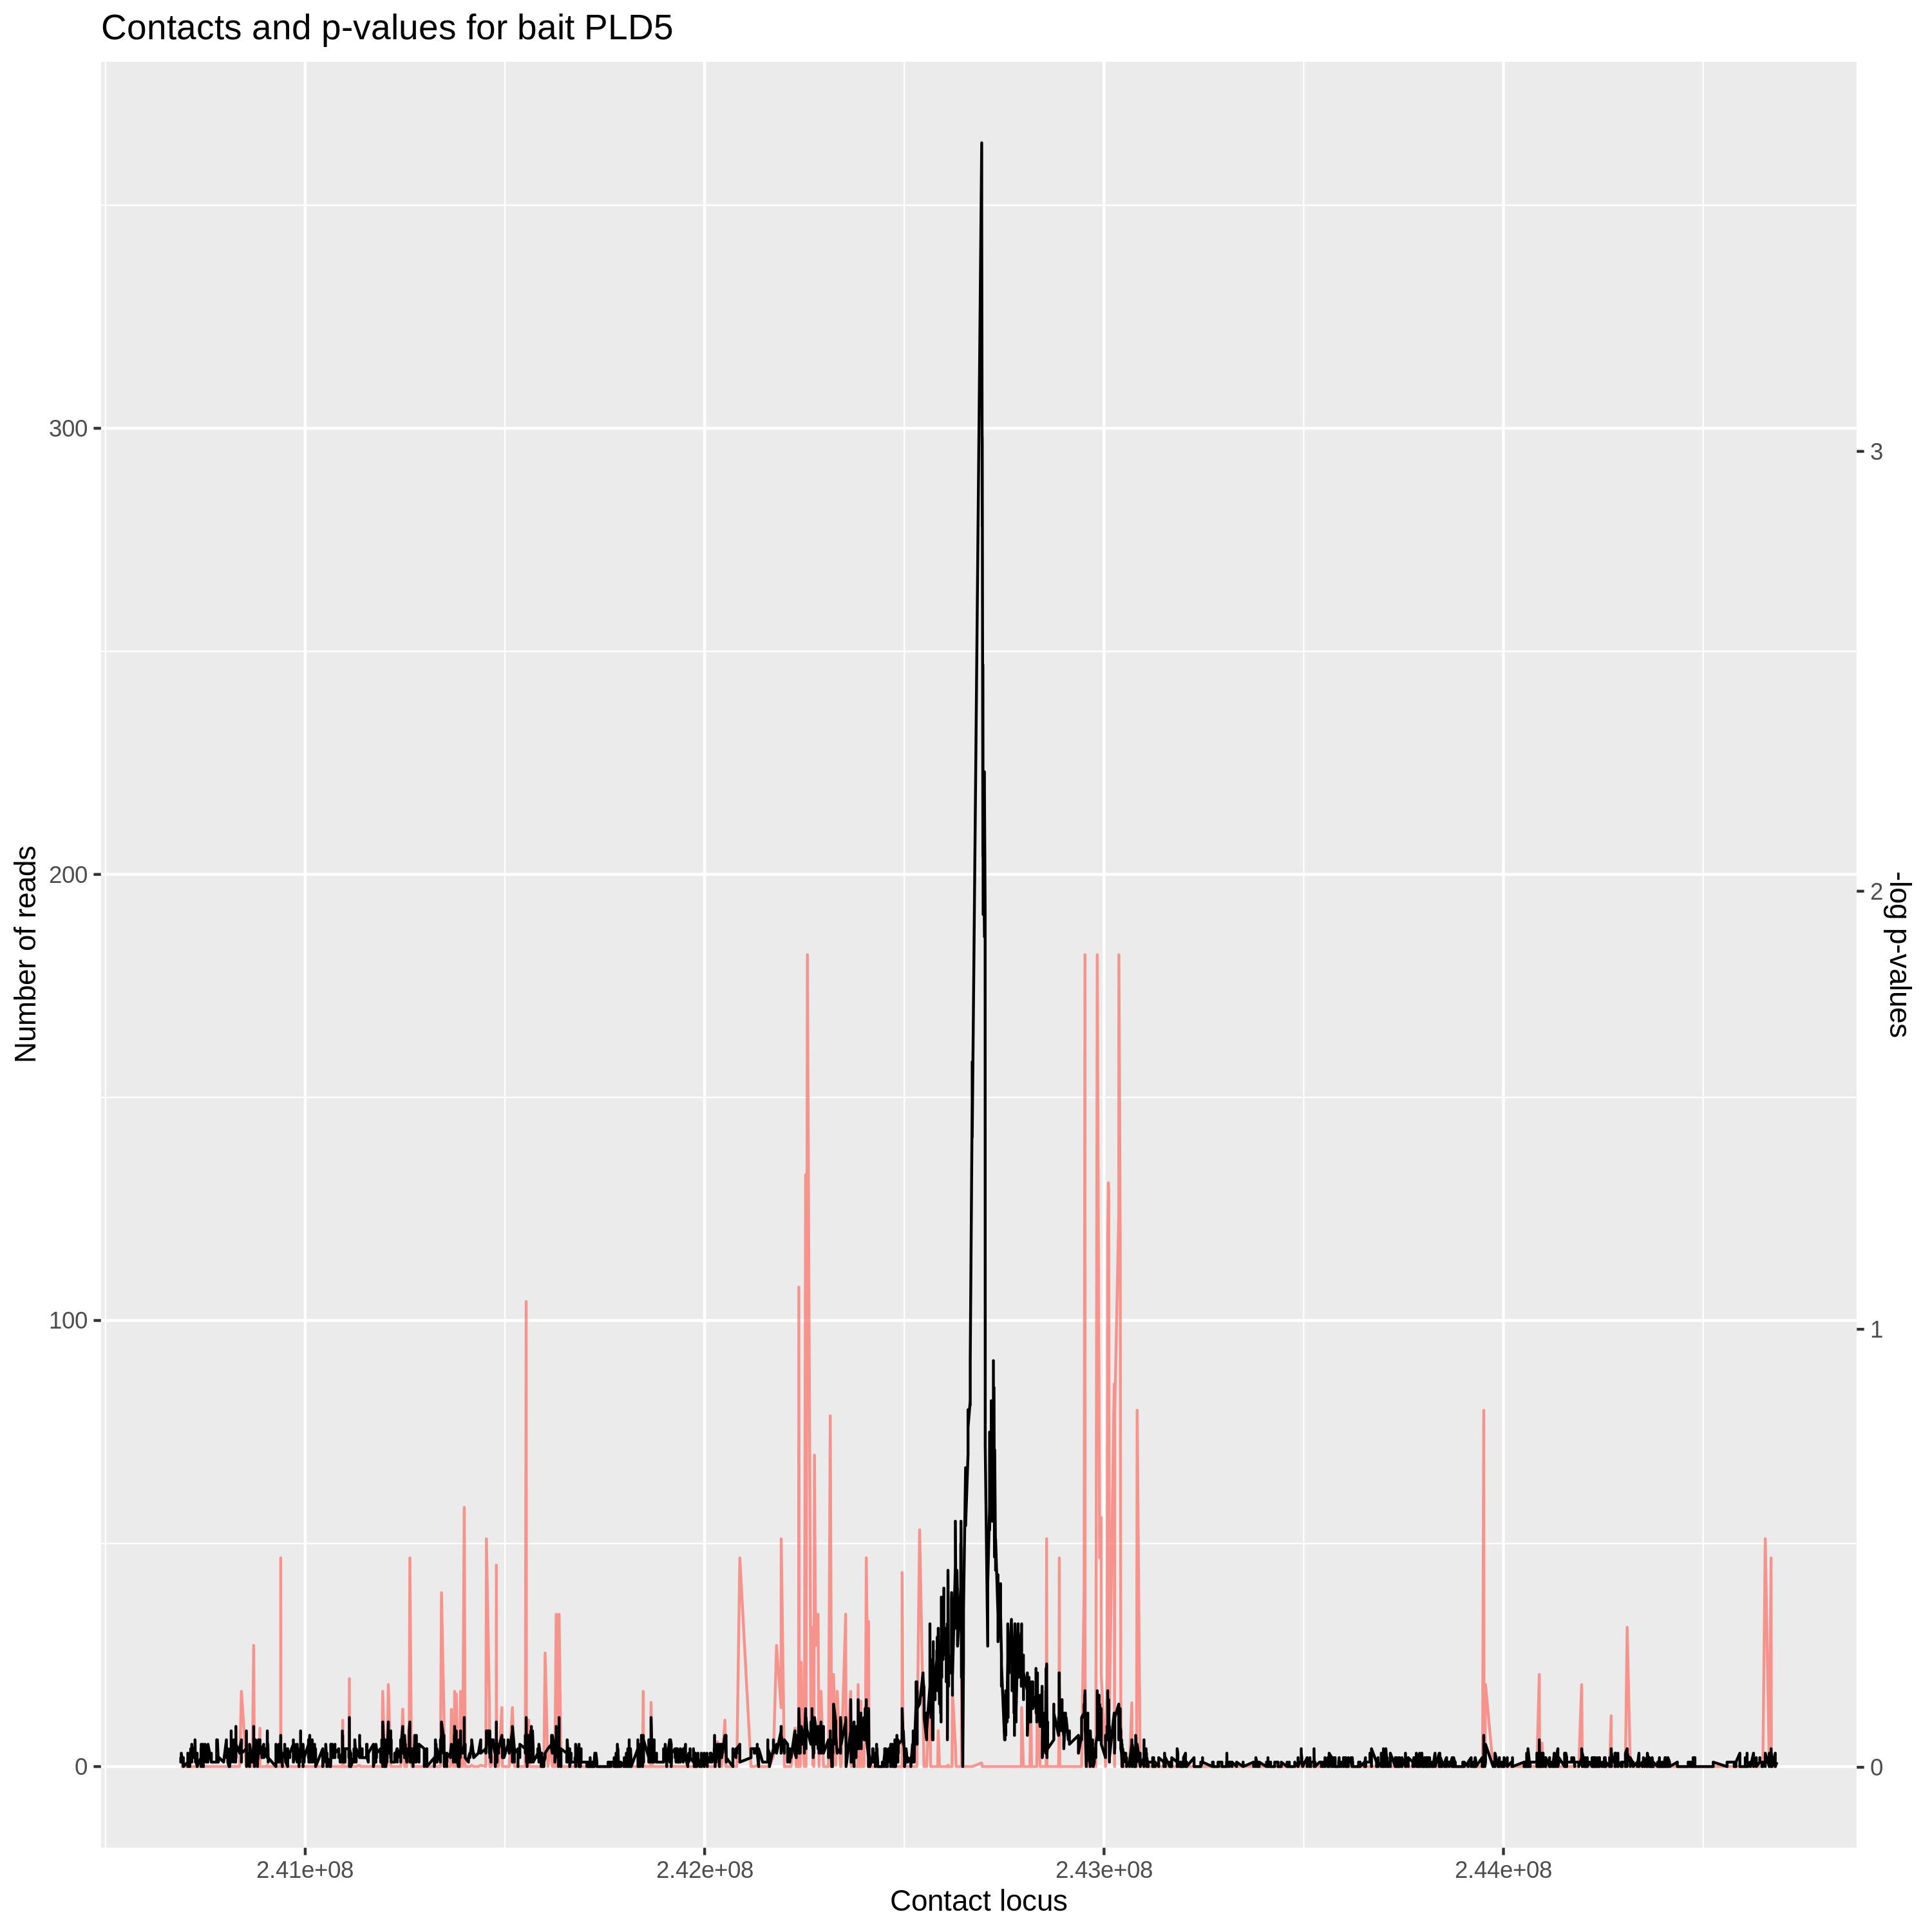 Contacts and p-values for bait PLD5
Number of reads
300
200
100
0
3
2
1
0
-log p-values
2.41e+08
2.42e+08
2.43e+08
2.44e+08
Contact locus